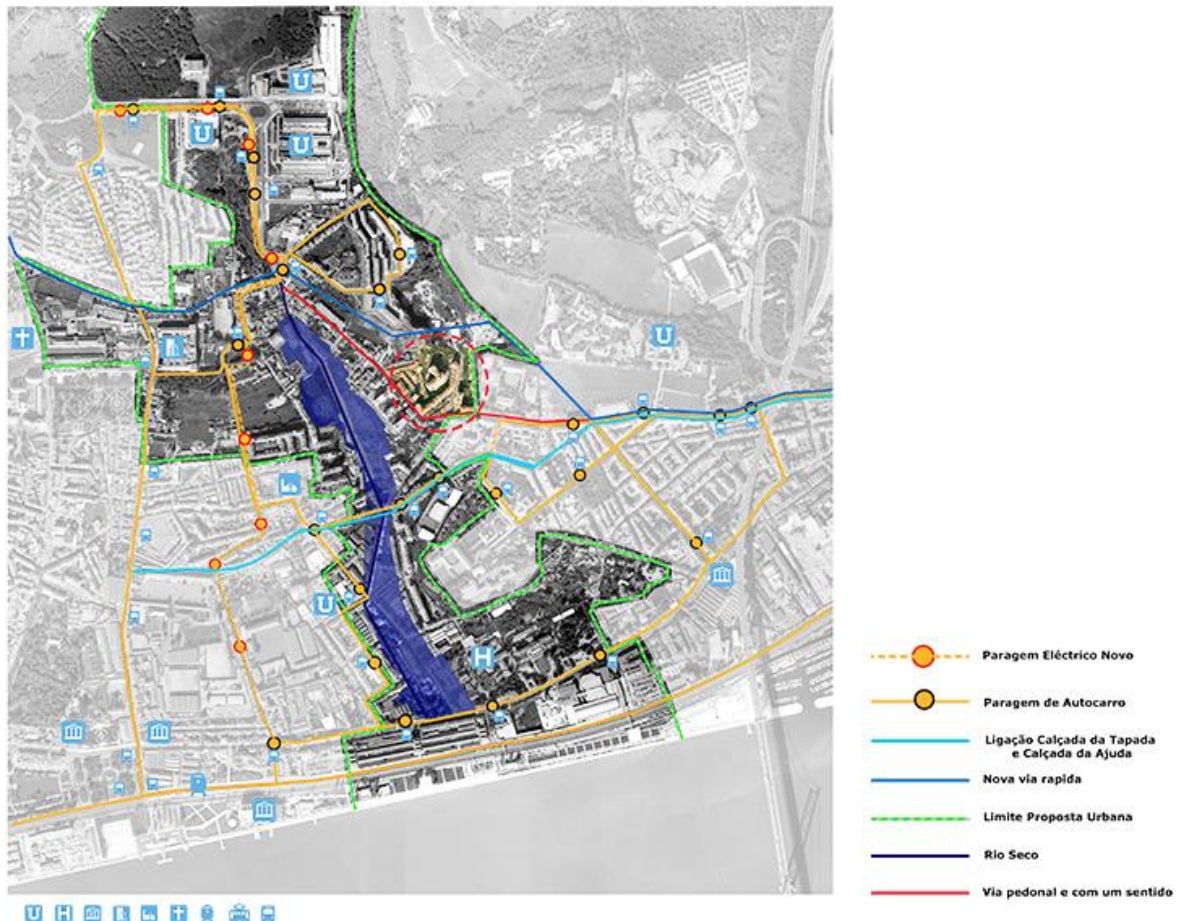 U
U
U
U
H
U
Paragem Eléctrico Novo
Paragem de Autocarro
Ligação Calçada da Tapada
e Calçada da Ajuda
Nova via rapida
Limite Proposta Urbana
Rio Seco
Via pedonal e com um sentido
U H